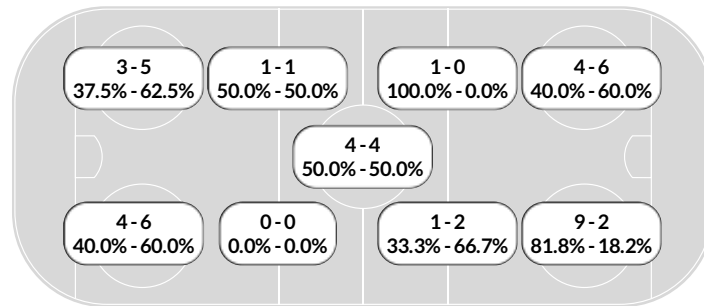 3 - 5
37.5% - 62.5%
1 - 1
50.0% - 50.0%
1 - 0
100.0% - 0.0%
4 - 6
40.0% - 60.0%
4 - 4
50.0% - 50.0%
4 - 6
40.0% - 60.0%
0 - 0
0.0% - 0.0%
1 - 2
33.3% - 66.7%
9 - 2
81.8% - 18.2%